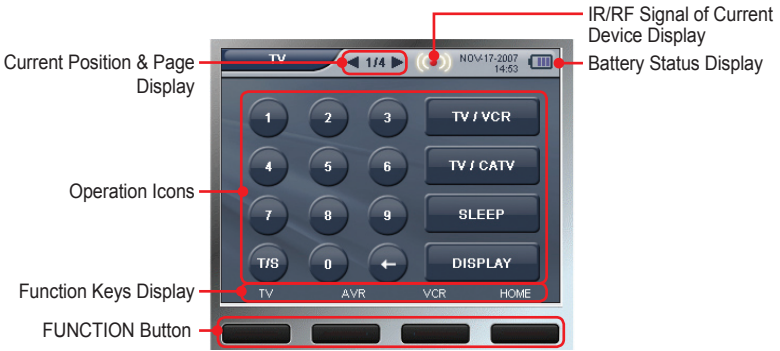 IR/RF Signal of Current
Device Display
Current Position & Page
Display
Battery Status Display
TV
1/4
NOV-17-2007
14:53
1 2 3 TV / VCR
4 5 6 TV / CATV
7 8 9 SLEEP
T/S 0 ← DISPLAY
Operation Icons
Function Keys Display
TV AVR VCR HOME
FUNCTION Button